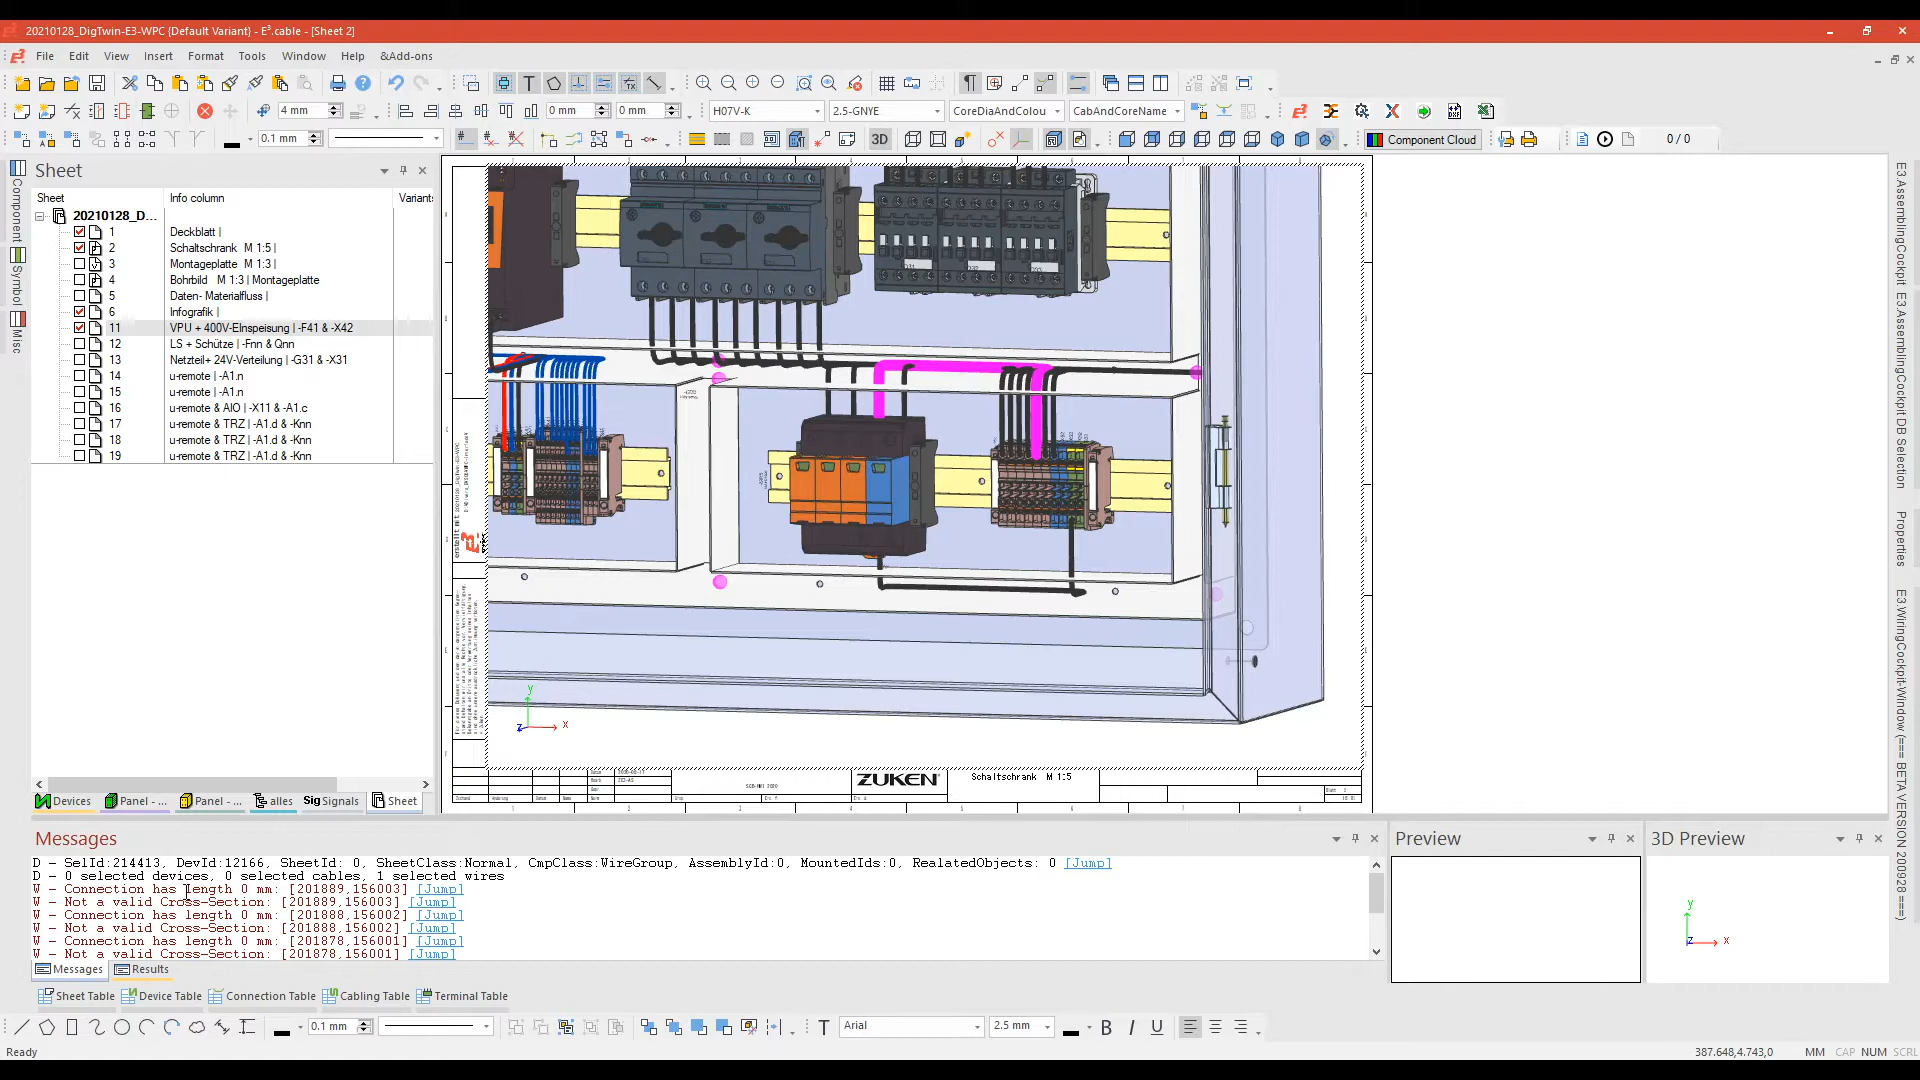 20210128_DigTwin-E3-WPC {Default Variant} - E³.cable - [Sheet 2]
File Edit View Insert Format Tools Window Help &Add-ons
4 mm 0 mm 0 mm H07V-K 2.5-GNYE CoreDiaAndColou CabAndCoreName
0.1 mm 3D Component Cloud 0 / 0
Sheet
Sheet Info column Variants
20210128_D...
1 Deckblatt |
2 Schaltschrank M 1:5 |
3 Montageplatte M 1:3 |
4 Bohrbild M 1:3 | Montageplatte
5 Daten- Materialfluss |
6 Infografik |
11 VPU + 400V-EInspeisung | -F41 & -X42
12 LS + Schütze | -Fnn & Qnn
13 Netzteil+ 24V-Verteilung | -G31 & -X31
14 u-remote | -A1.n
15 u-remote | -A1.n
16 u-remote & AIO | -X11 & -A1.c
17 u-remote & TRZ | -A1.d & -Knn
18 u-remote & TRZ | -A1.d & -Knn
19 u-remote & TRZ | -A1.d & -Knn
Component
Symbol
Misc
Devices Panel - ... Panel - ... alles Sig Signals Sheet
y
z
x
ZUKEN
Schaltschrank M 1:5
E3.AssemblingCockpit
E3.AssemblingCockpit DB Selection
Properties
E3.WiringCockpit-Window (=== BETA VERSION 200928 ===)
Messages
D - SelId:214413, DevId:12166, SheetId: 0, SheetClass:Normal, CmpClass:WireGroup, AssemblyId:0, MountedIds:0, RealatedObjects: 0 [Jump]
D - 0 selected devices, 0 selected cables, 1 selected wires
W - Connection has length 0 mm: [201889,156003] [Jump]
W - Not a valid Cross-Section: [201889,156003] [Jump]
W - Connection has length 0 mm: [201888,156002] [Jump]
W - Not a valid Cross-Section: [201888,156002] [Jump]
W - Connection has length 0 mm: [201878,156001] [Jump]
W - Not a valid Cross-Section: [201878,156001] [Jump]
Messages Results
Preview
3D Preview
y
z
x
Sheet Table Device Table Connection Table Cabling Table Terminal Table
0.1 mm T Arial 2.5 mm B I U
Ready 387.648,4.743,0 MM CAP NUM SCRL